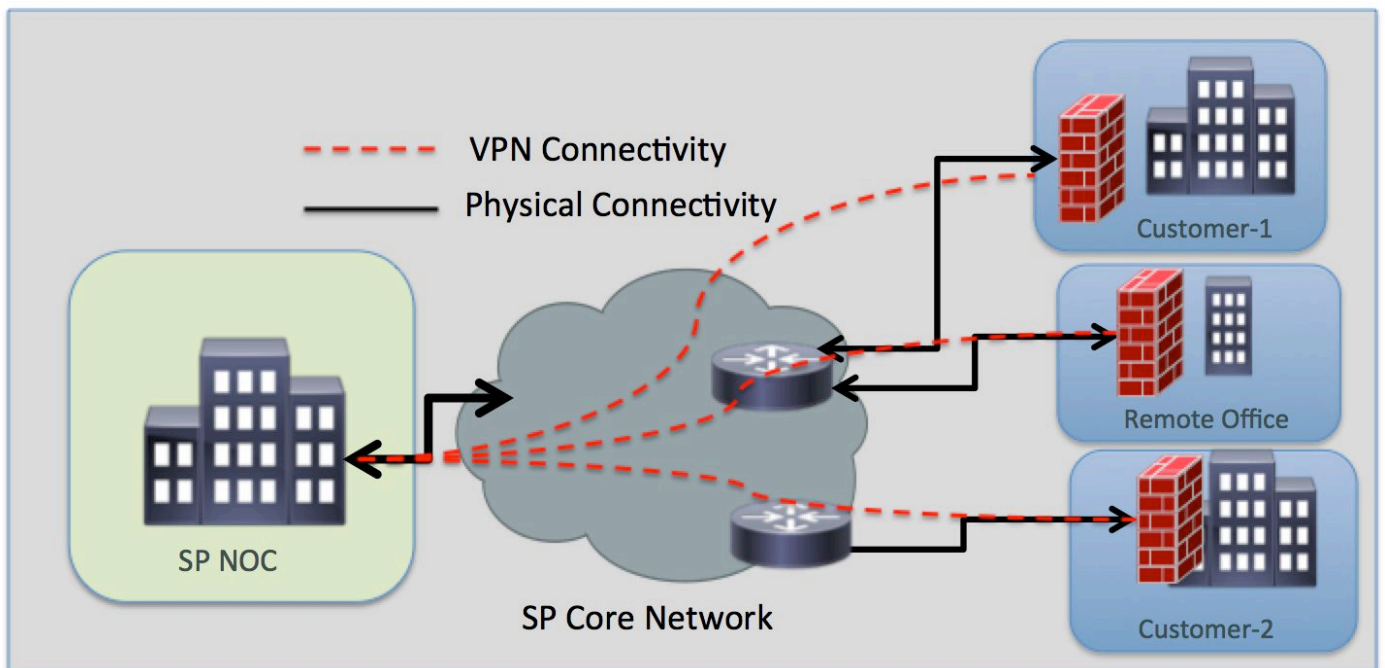 VPN Connectivity
Physical Connectivity
Customer-1
Remote Office
SP NOC
SP Core Network
Customer-2